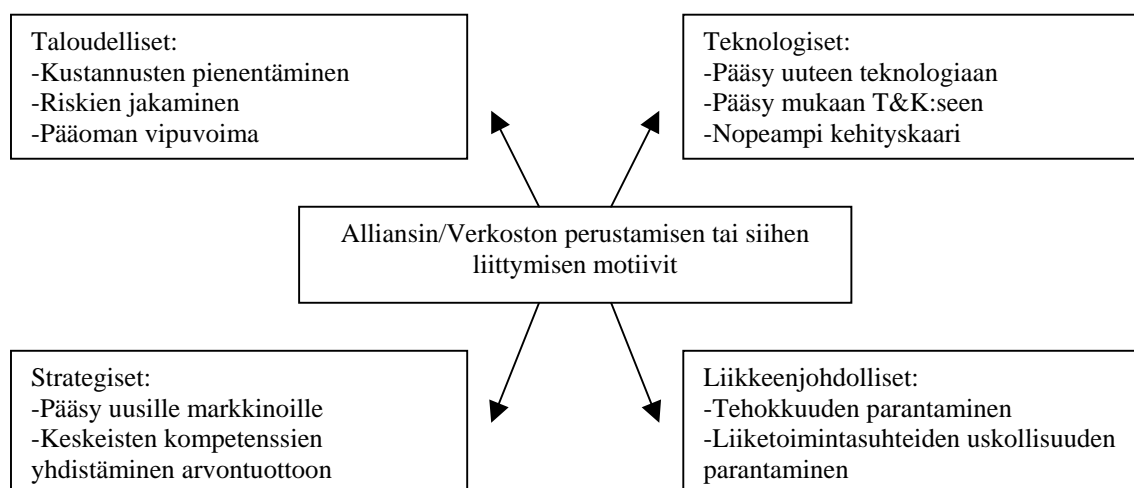 Taloudelliset:
-Kustannusten pienentäminen
-Riskien jakaminen
-Pääoman vipuvoima
Teknologiset:
-Pääsy uuteen teknologiaan
-Pääsy mukaan T&K:seen
-Nopeampi kehityskaari
Alliansin/Verkoston perustamisen tai siihen
liittymisen motiivit
Strategiset:
-Pääsy uusille markkinoille
-Keskeisten kompetenssien
yhdistäminen arvontuottoon
Liikkeenjohdolliset:
-Tehokkuuden parantaminen
-Liiketoimintasuhteiden uskollisuuden
parantaminen